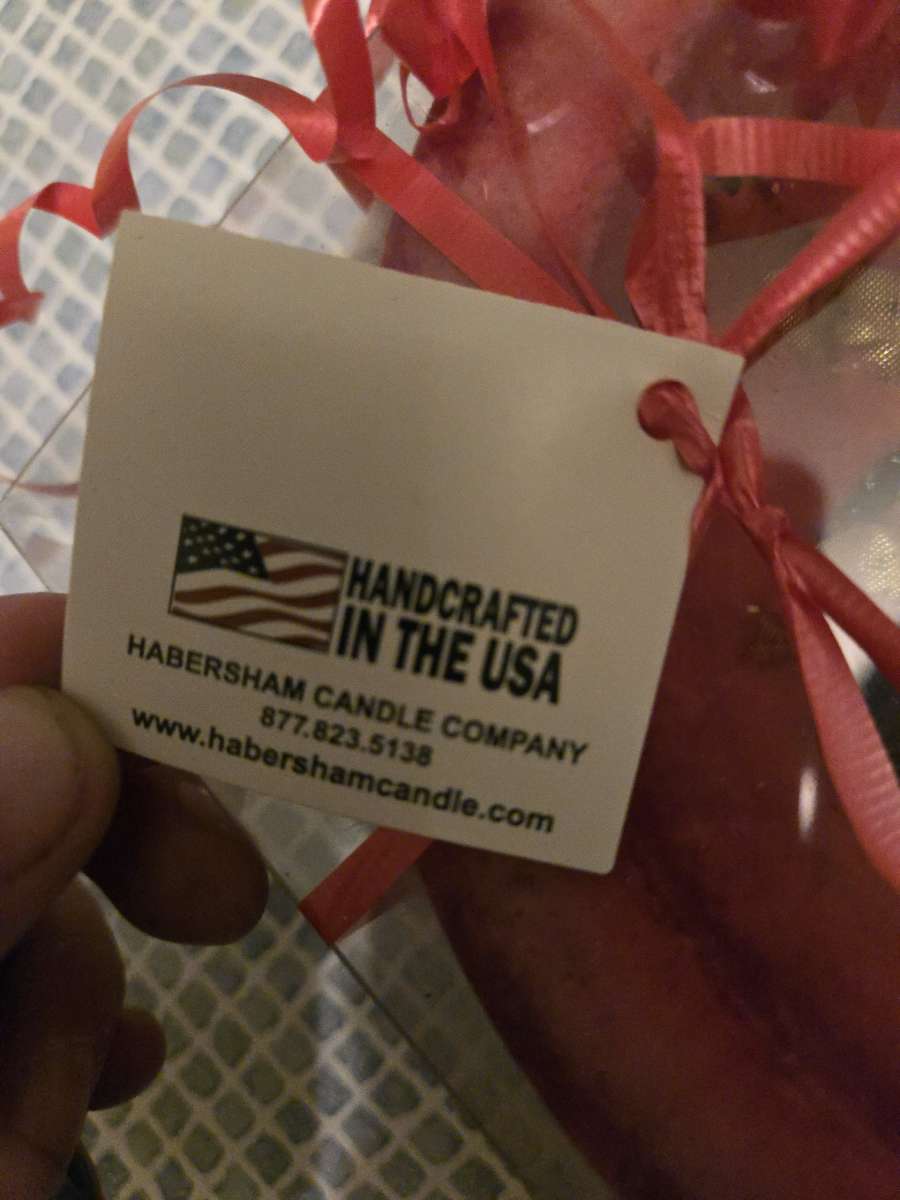 HANDCRAFTED
IN THE USA
HABERSHAM CANDLE COMPANY
877.823.5138
www.habershamcandle.com